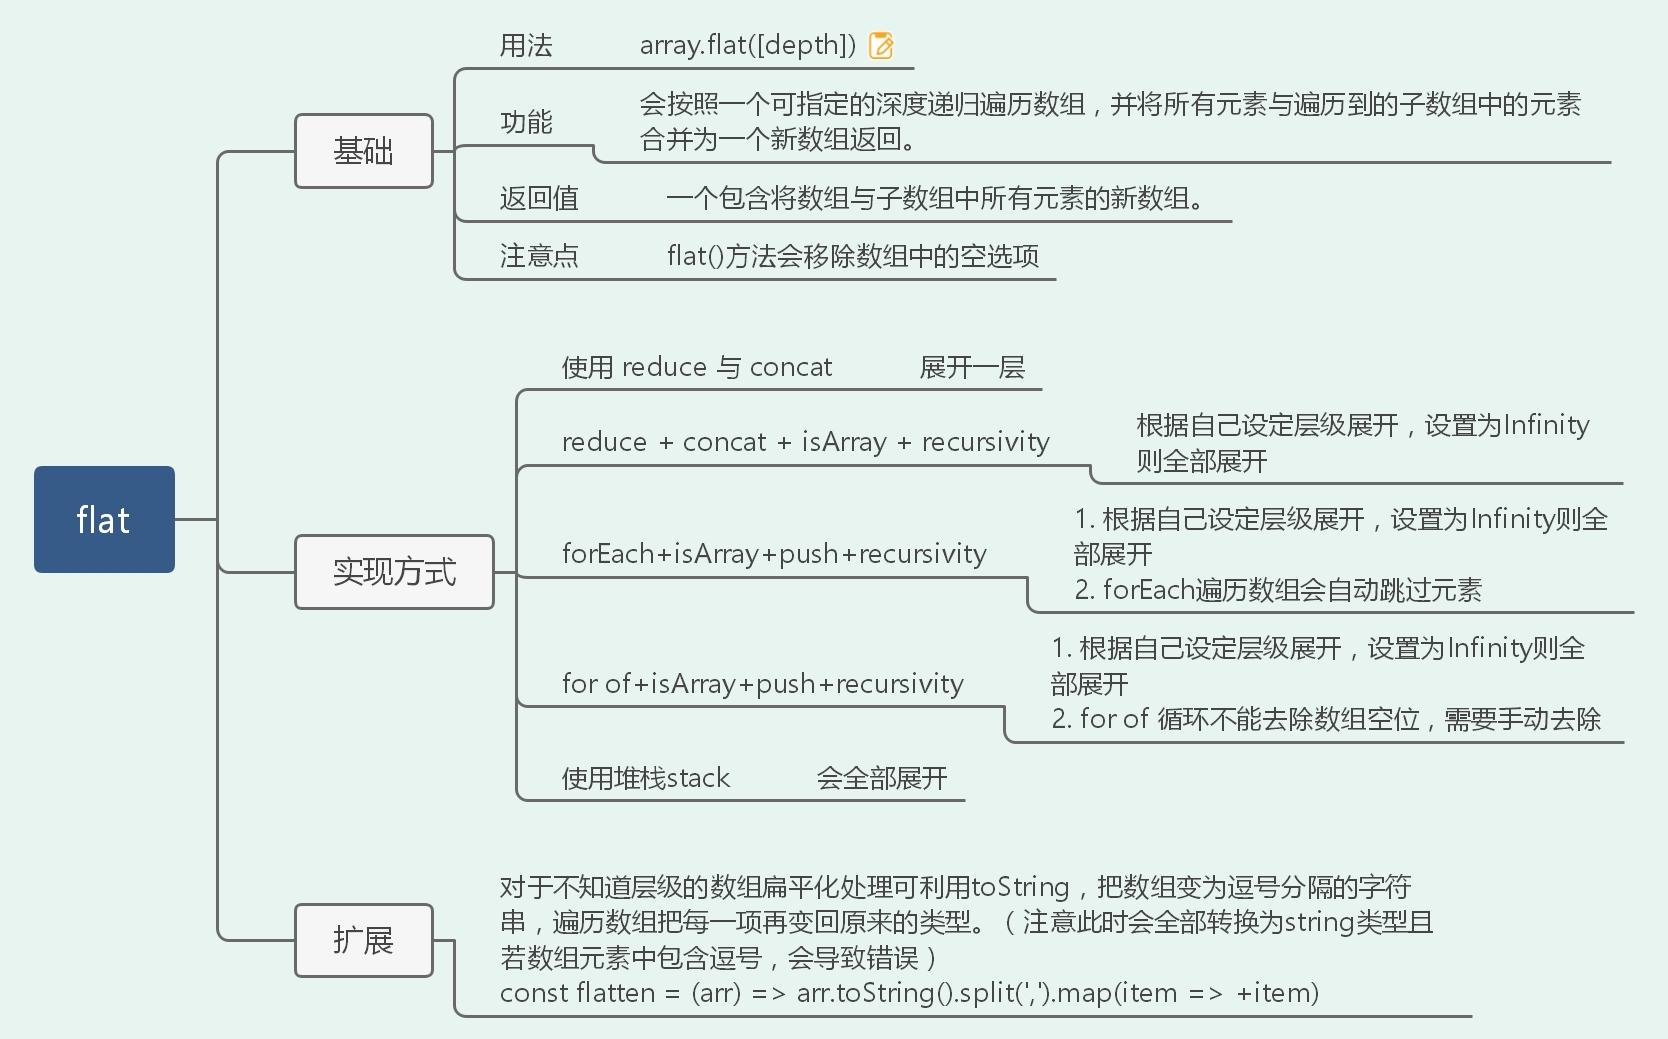 flat
基础
用法 array.flat([depth])
功能
会按照一个可指定的深度递归遍历数组，并将所有元素与遍历到的子数组中的元素
合并为一个新数组返回。
返回值 一个包含将数组与子数组中所有元素的新数组。
注意点 flat()方法会移除数组中的空选项
实现方式
使用 reduce 与 concat 展开一层
reduce + concat + isArray + recursivity
根据自己设定层级展开，设置为Infinity
则全部展开
forEach+isArray+push+recursivity
1. 根据自己设定层级展开，设置为Infinity则全
部展开
2. forEach遍历数组会自动跳过元素
for of+isArray+push+recursivity
1. 根据自己设定层级展开，设置为Infinity则全
部展开
2. for of 循环不能去除数组空位，需要手动去除
使用堆栈stack 会全部展开
扩展
对于不知道层级的数组扁平化处理可利用toString，把数组变为逗号分隔的字符
串，遍历数组把每一项再变回原来的类型。（注意此时会全部转换为string类型且
若数组元素中包含逗号，会导致错误）
const flatten = (arr) => arr.toString().split(',').map(item => +item)